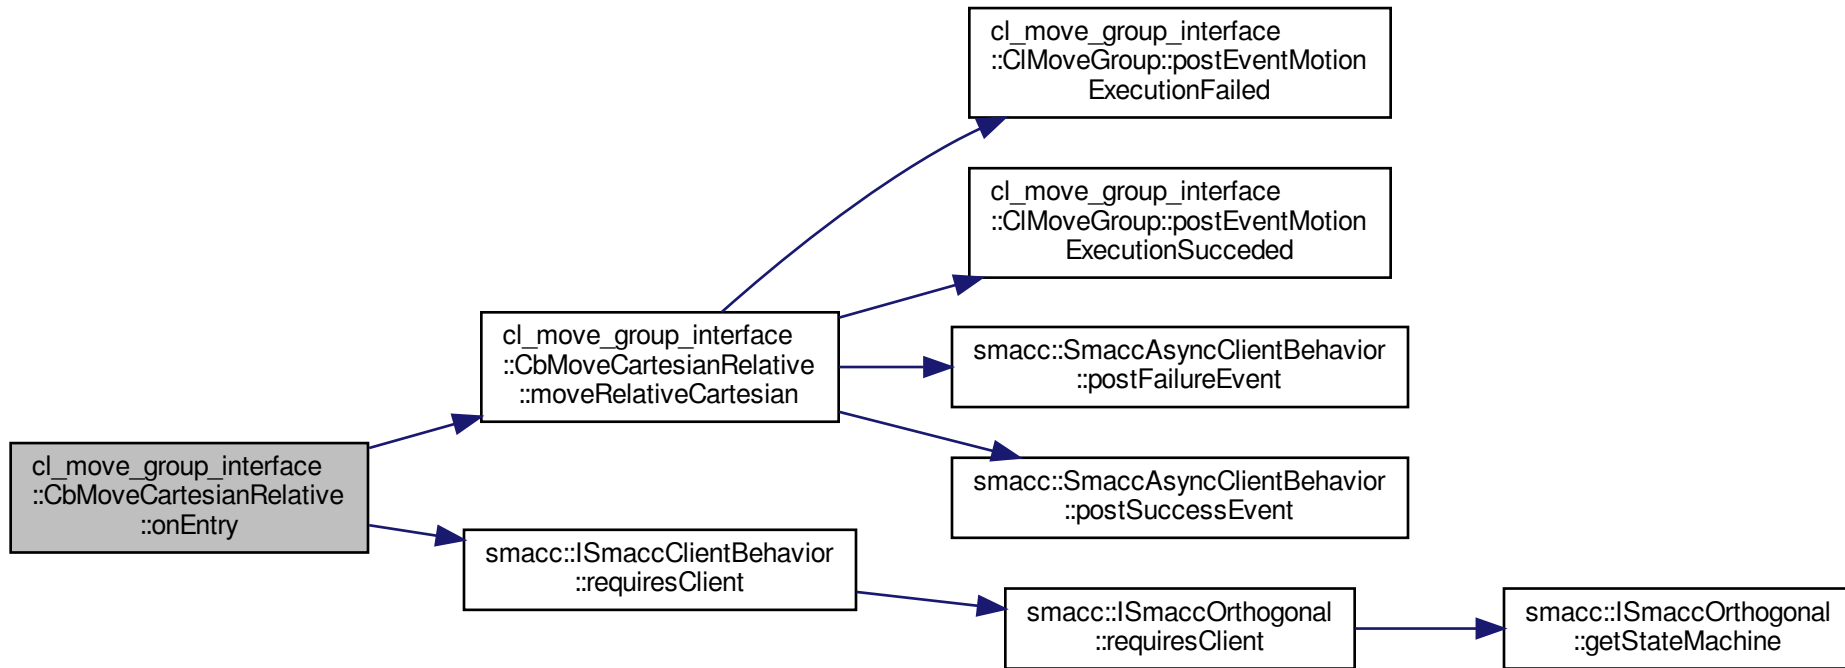 cl_move_group_interface
::ClMoveGroup::postEventMotion
ExecutionFailed
cl_move_group_interface
::ClMoveGroup::postEventMotion
ExecutionSucceded
cl_move_group_interface
::CbMoveCartesianRelative
::moveRelativeCartesian
smacc::SmaccAsyncClientBehavior
::postFailureEvent
smacc::SmaccAsyncClientBehavior
::postSuccessEvent
cl_move_group_interface
::CbMoveCartesianRelative
::onEntry
smacc::ISmaccClientBehavior
::requiresClient
smacc::ISmaccOrthogonal
::requiresClient
smacc::ISmaccOrthogonal
::getStateMachine